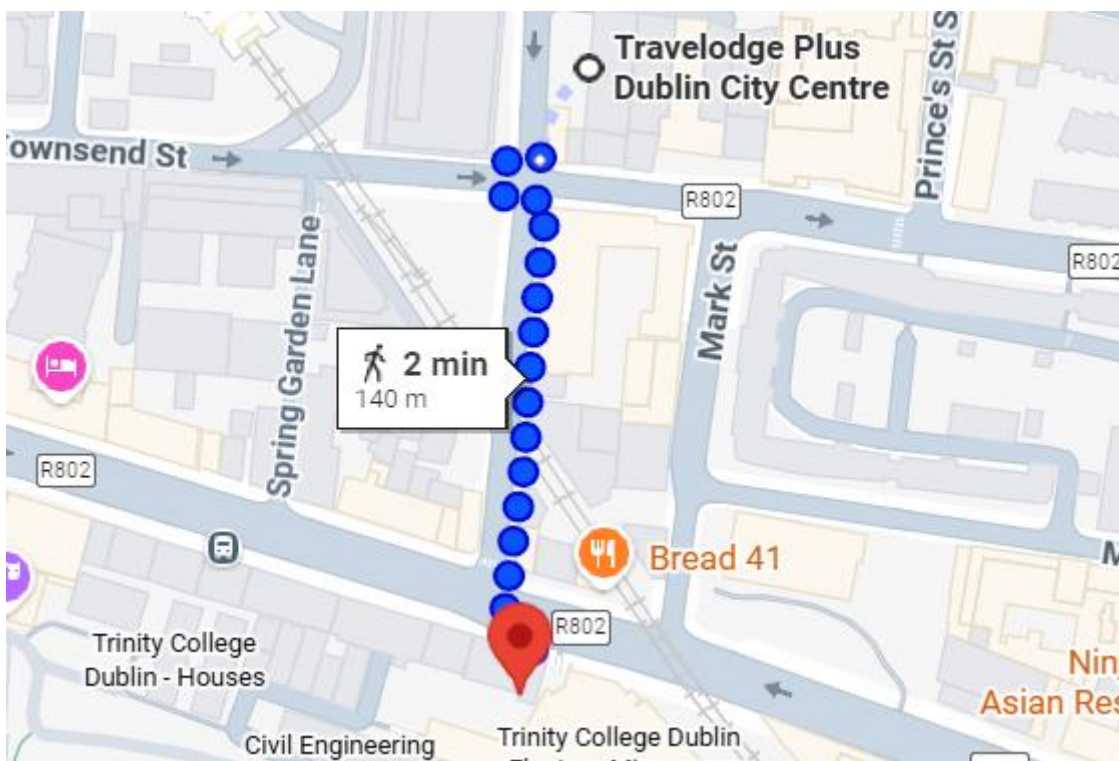 Travelodge Plus
Dublin City Centre
Prince's St S
ownsend St
R802
R802
Spring Garden Lane
Mark St
2 min
140 m
R802
Bread 41
R802
Trinity College
Dublin - Houses
Nin
Asian Res
Civil Engineering
Trinity College Dublin
M